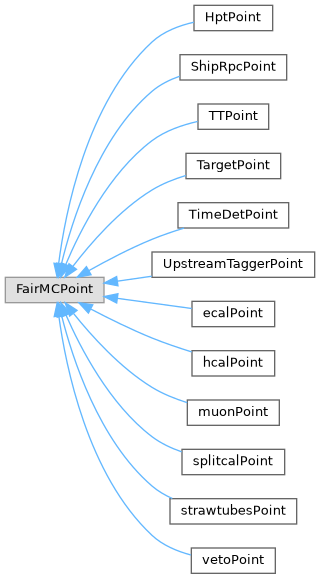 HptPoint
ShipRpcPoint
TTPoint
TargetPoint
TimeDetPoint
UpstreamTaggerPoint
FairMCPoint
ecalPoint
hcalPoint
muonPoint
splitcalPoint
strawtubesPoint
vetoPoint